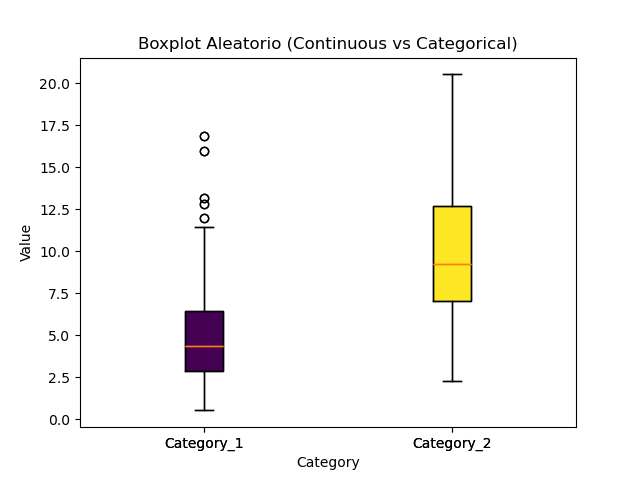 Boxplot Aleatorio (Continuous vs Categorical)
20.0
17.5
15.0
12.5
10.0
7.5
5.0
2.5
0.0
Value
Category_1
Category_2
Category